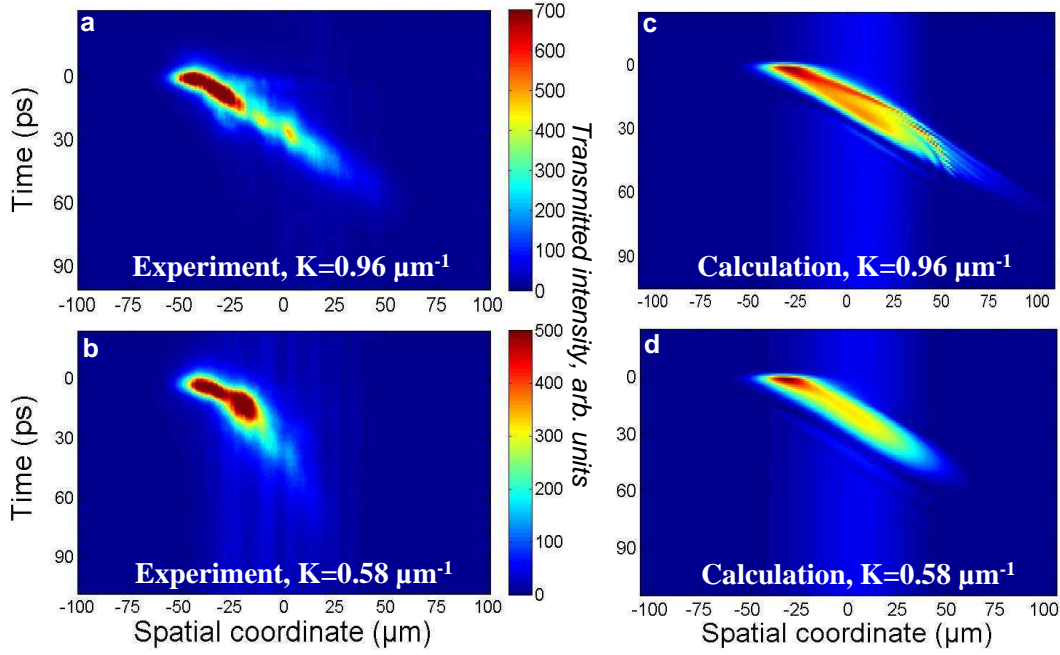 a
Time (ps)
0
30
60
90
-100 -75 -50 -25 0 25 50 75 100
Experiment, K=0.96 µm-1
700
600
500
400
300
200
100
0
Transmitted intensity, arb. units
c
0
30
60
90
-100 -75 -50 -25 0 25 50 75 100
Calculation, K=0.96 µm-1
b
Time (ps)
0
30
60
90
Experiment, K=0.58 µm-1
-100 -75 -50 -25 0 25 50 75 100
Spatial coordinate (µm)
500
400
300
200
100
0
d
0
30
60
90
Calculation, K=0.58 µm-1
-100 -75 -50 -25 0 25 50 75 100
Spatial coordinate (µm)